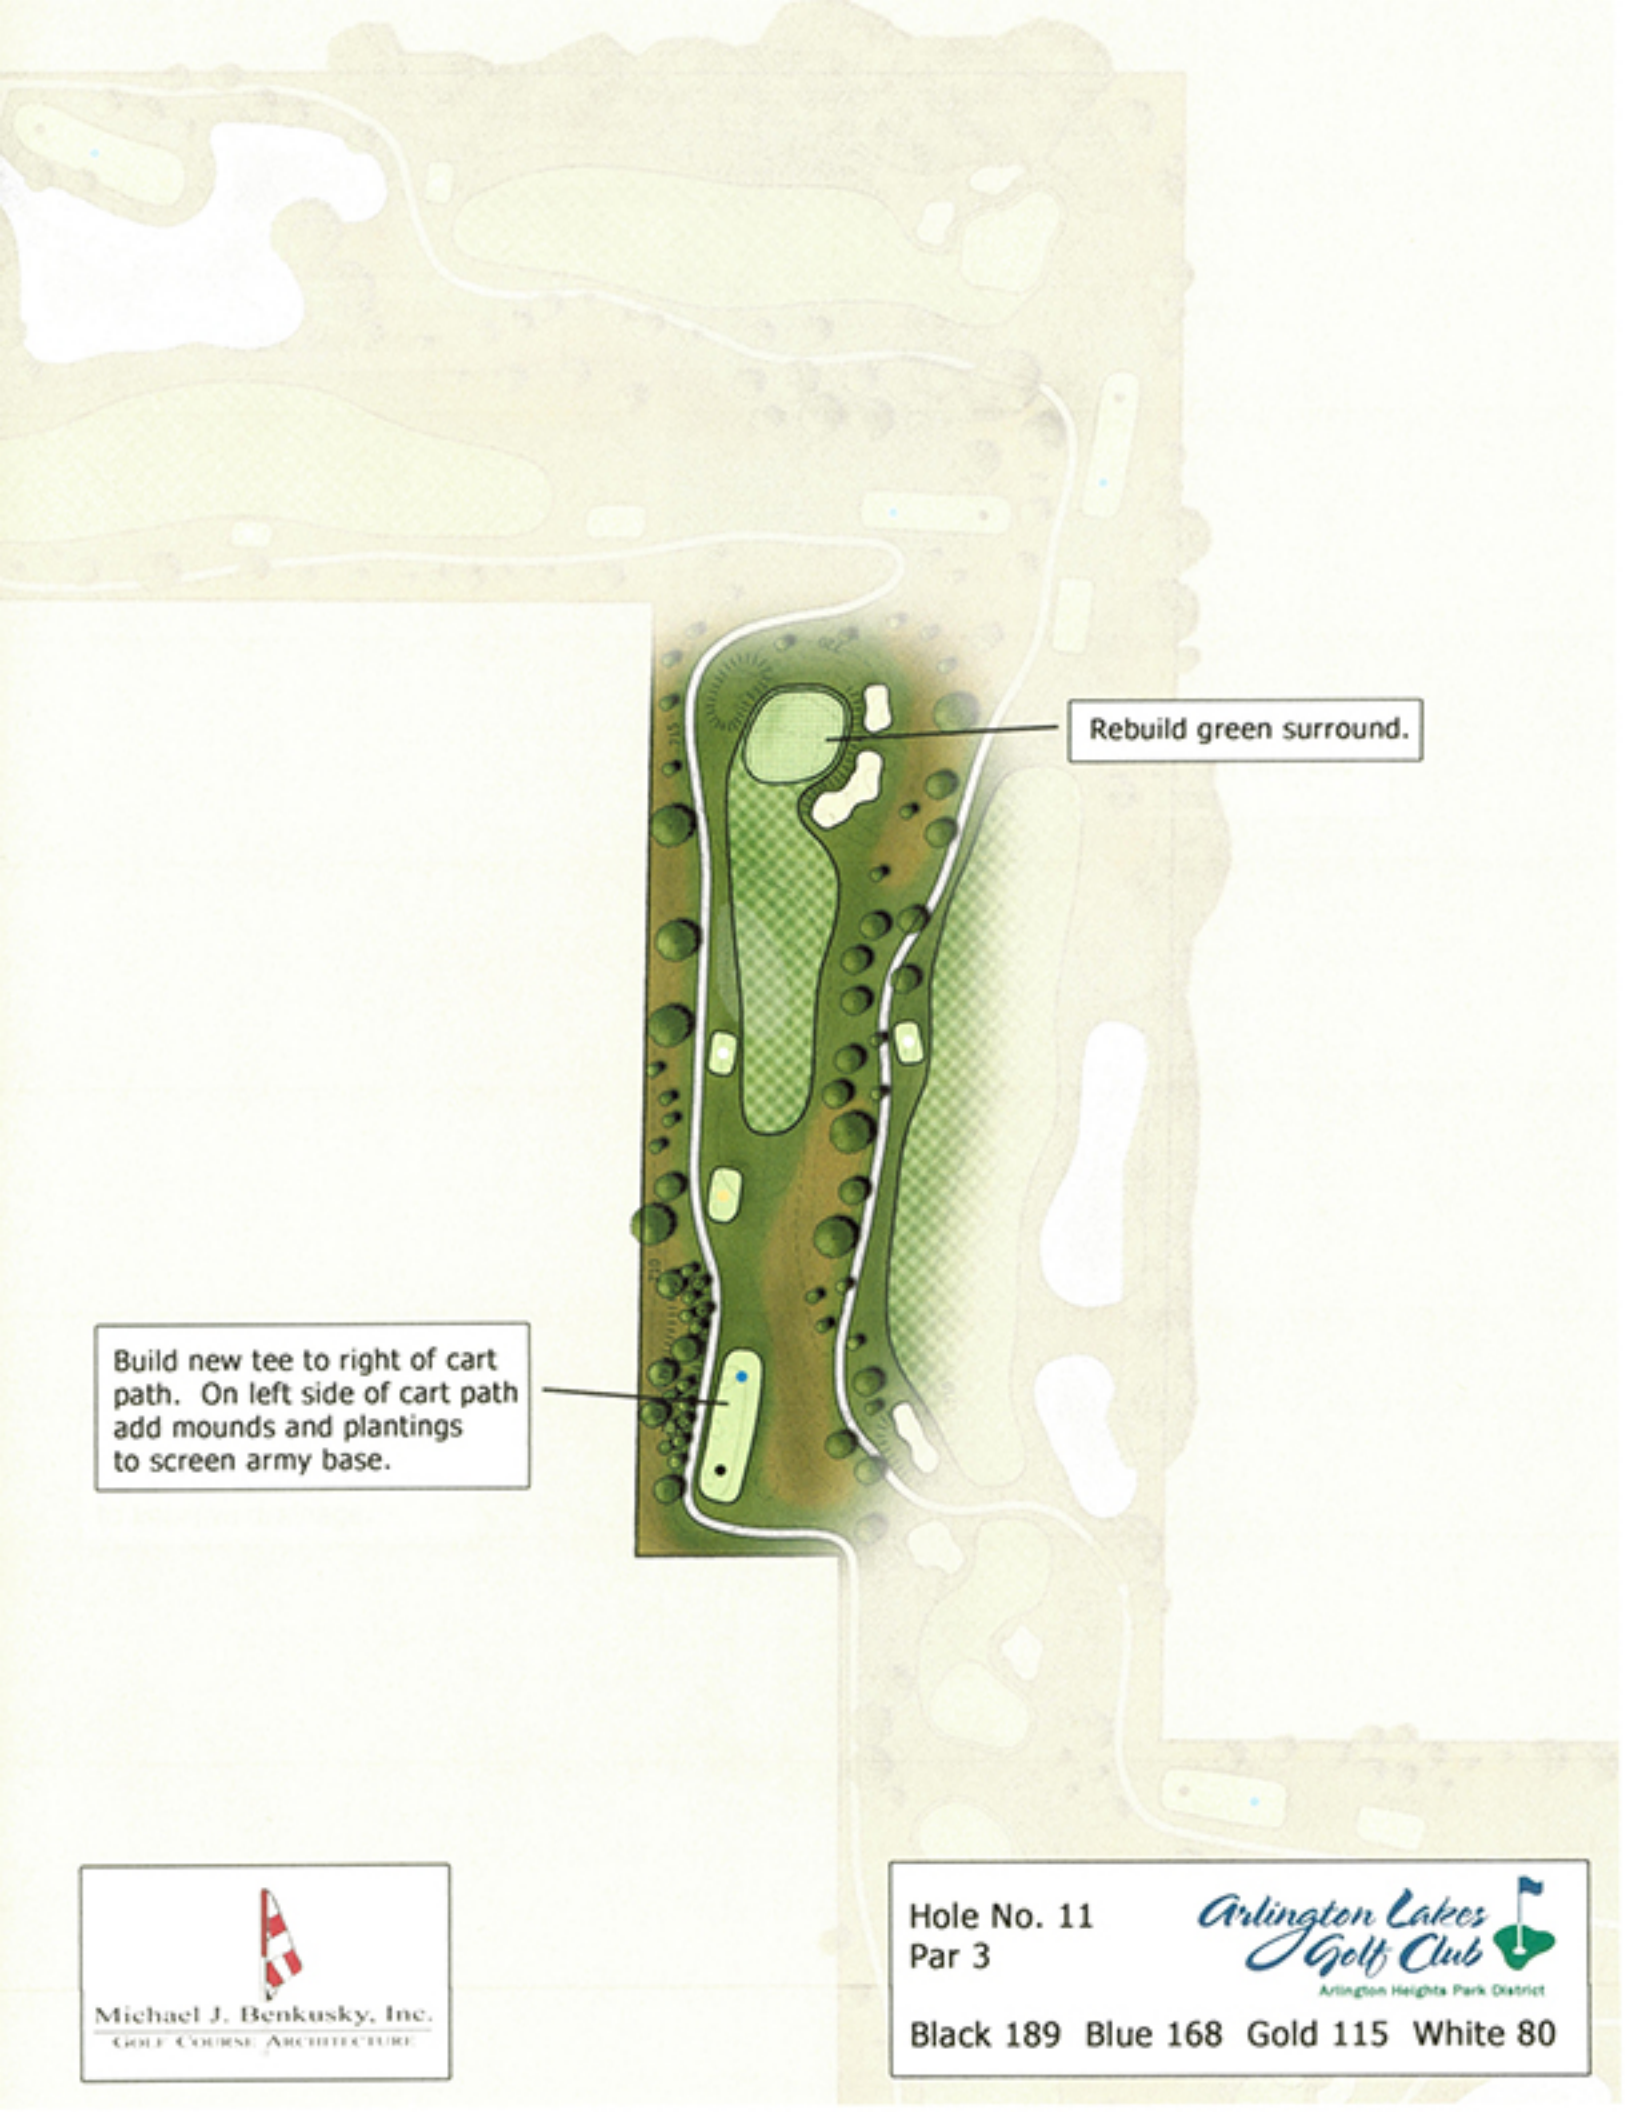 Rebuild green surround.
215
210
Build new tee to right of cart
path. On left side of cart path
add mounds and plantings
to screen army base.
Michael J. Benkusky, Inc.
GOLF COURSE ARCHITECTURE
Hole No. 11
Par 3
Arlington Lakes
Golf Club
Arlington Heights Park District
Black 189 Blue 168 Gold 115 White 80